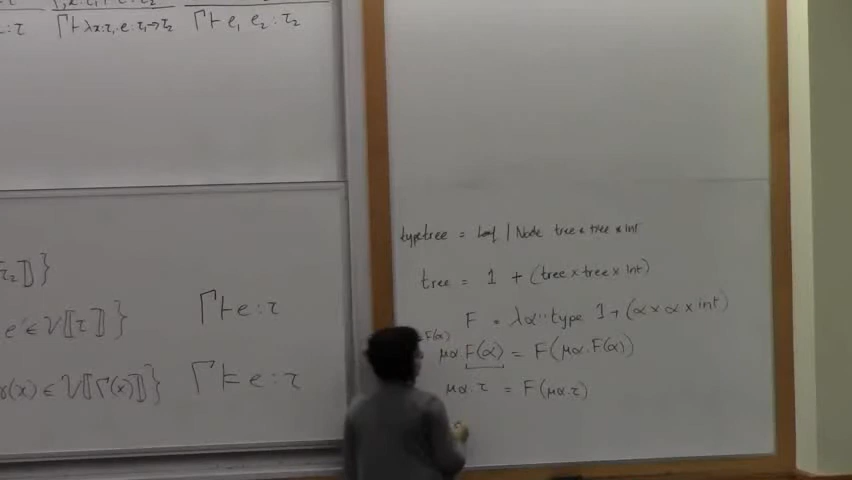 Γ ⊢ λx:τ₁.e : τ₁→τ₂
Γ ⊢ e₁ e₂ : τ₂
τ₂⟧}
e' ∈ V⟦τ⟧}
Γ ⊢ e : τ
(x) ∈ V⟦Γ(x)⟧}
Γ ⊨ e : τ
type tree = Leaf | Node tree * tree * int
tree = 1 + (tree × tree × int)
F = λα::type 1 + (α × α × int)
= F(α)
μα.F(α) = F(μα.F(α))
μα.τ = F(μα.τ)